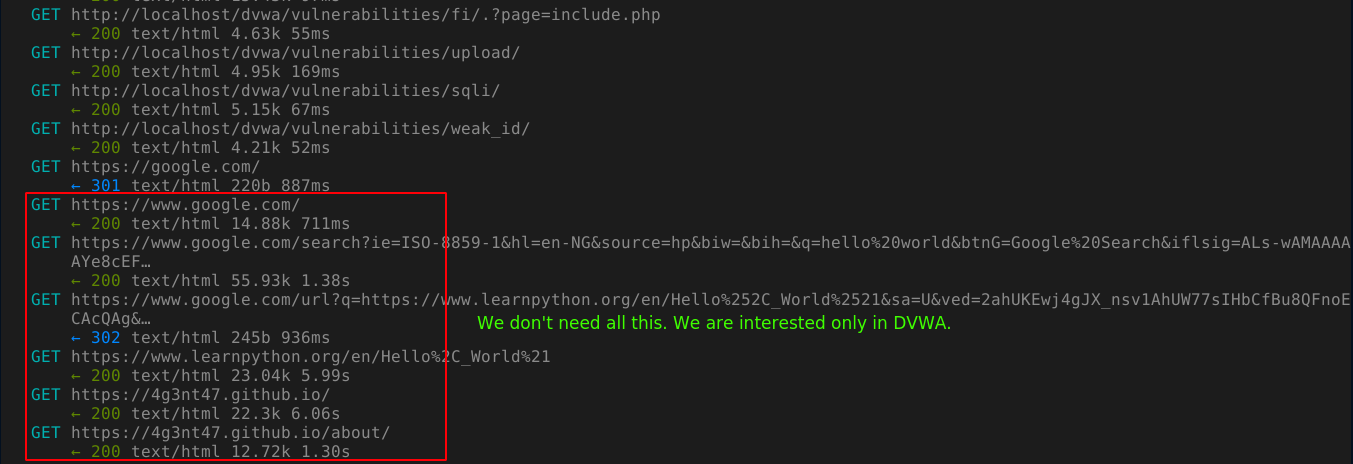 GET http://localhost/dvwa/vulnerabilities/fi/.?page=include.php
← 200 text/html 4.63k 55ms
GET http://localhost/dvwa/vulnerabilities/upload/
← 200 text/html 4.95k 169ms
GET http://localhost/dvwa/vulnerabilities/sqli/
← 200 text/html 5.15k 67ms
GET http://localhost/dvwa/vulnerabilities/weak_id/
← 200 text/html 4.21k 52ms
GET https://google.com/
← 301 text/html 220b 887ms
GET https://www.google.com/
← 200 text/html 14.88k 711ms
GET https://www.google.com/search?ie=ISO-8859-1&hl=en-NG&source=hp&biw=&bih=&q=hello%20world&btnG=Google%20Search&iflsig=ALs-wAMAAAA
AYe8cEF…
← 200 text/html 55.93k 1.38s
GET https://www.google.com/url?q=https://www.learnpython.org/en/Hello%252C_World%2521&sa=U&ved=2ahUKEwj4gJX_nsv1AhUW77sIHbCfBu8QFnoE
CAcQAg&…
We don't need all this. We are interested only in DVWA.
← 302 text/html 245b 936ms
GET https://www.learnpython.org/en/Hello%2C_World%21
← 200 text/html 23.04k 5.99s
GET https://4g3nt47.github.io/
← 200 text/html 22.3k 6.06s
GET https://4g3nt47.github.io/about/
← 200 text/html 12.72k 1.30s